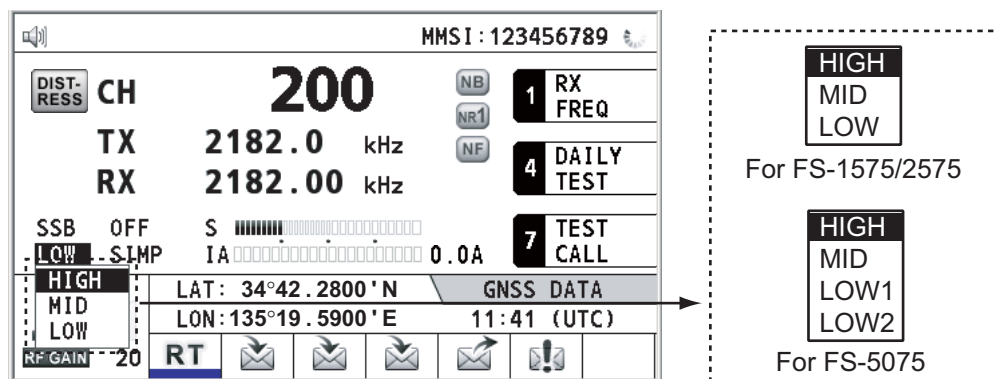 MMSI:123456789
DIST-
RESS
CH 200
NB
NR1
NF
1 RX
FREQ
TX 2182.0 kHz
RX 2182.00 kHz
4 DAILY
TEST
SSB OFF S
LOW SIMP IA 0.0A
7 TEST
CALL
HIGH
MID
LOW
LAT: 34°42.2800'N GNSS DATA
LON:135°19.5900'E 11:41 (UTC)
RF GAIN 20 RT
HIGH
MID
LOW
For FS-1575/2575
HIGH
MID
LOW1
LOW2
For FS-5075